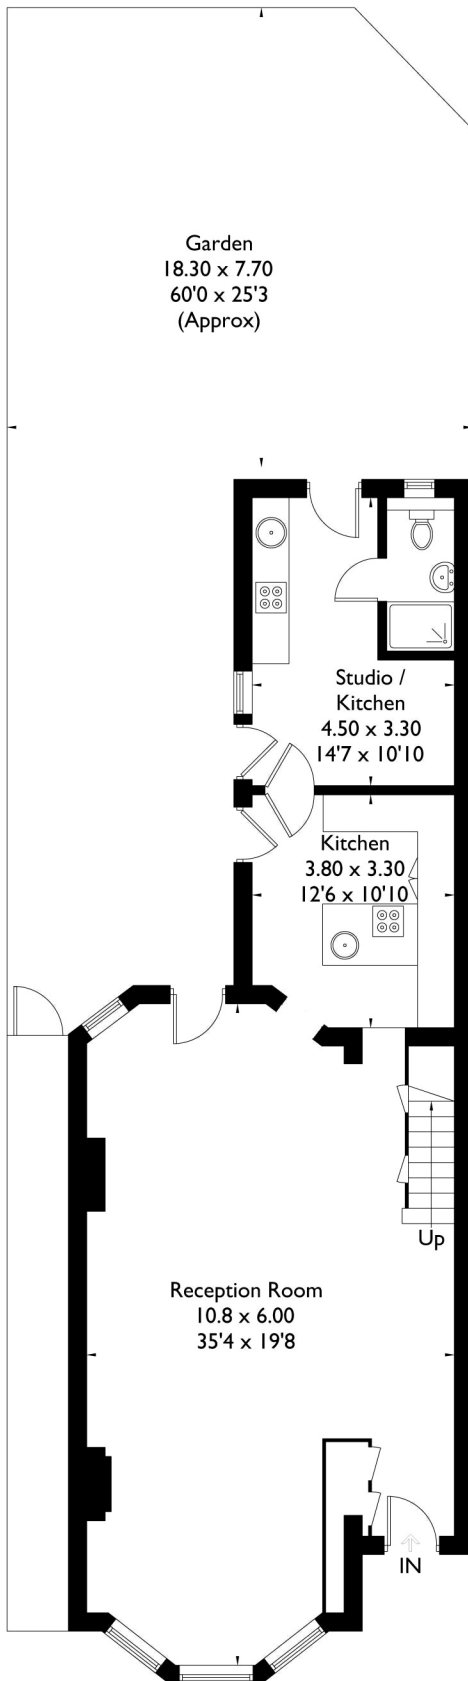 Garden
18.30 x 7.70
60'0 x 25'3
(Approx)
Studio /
Kitchen
4.50 x 3.30
14'7 x 10'10
Kitchen
3.80 x 3.30
12'6 x 10'10
Up
Reception Room
10.8 x 6.00
35'4 x 19'8
IN